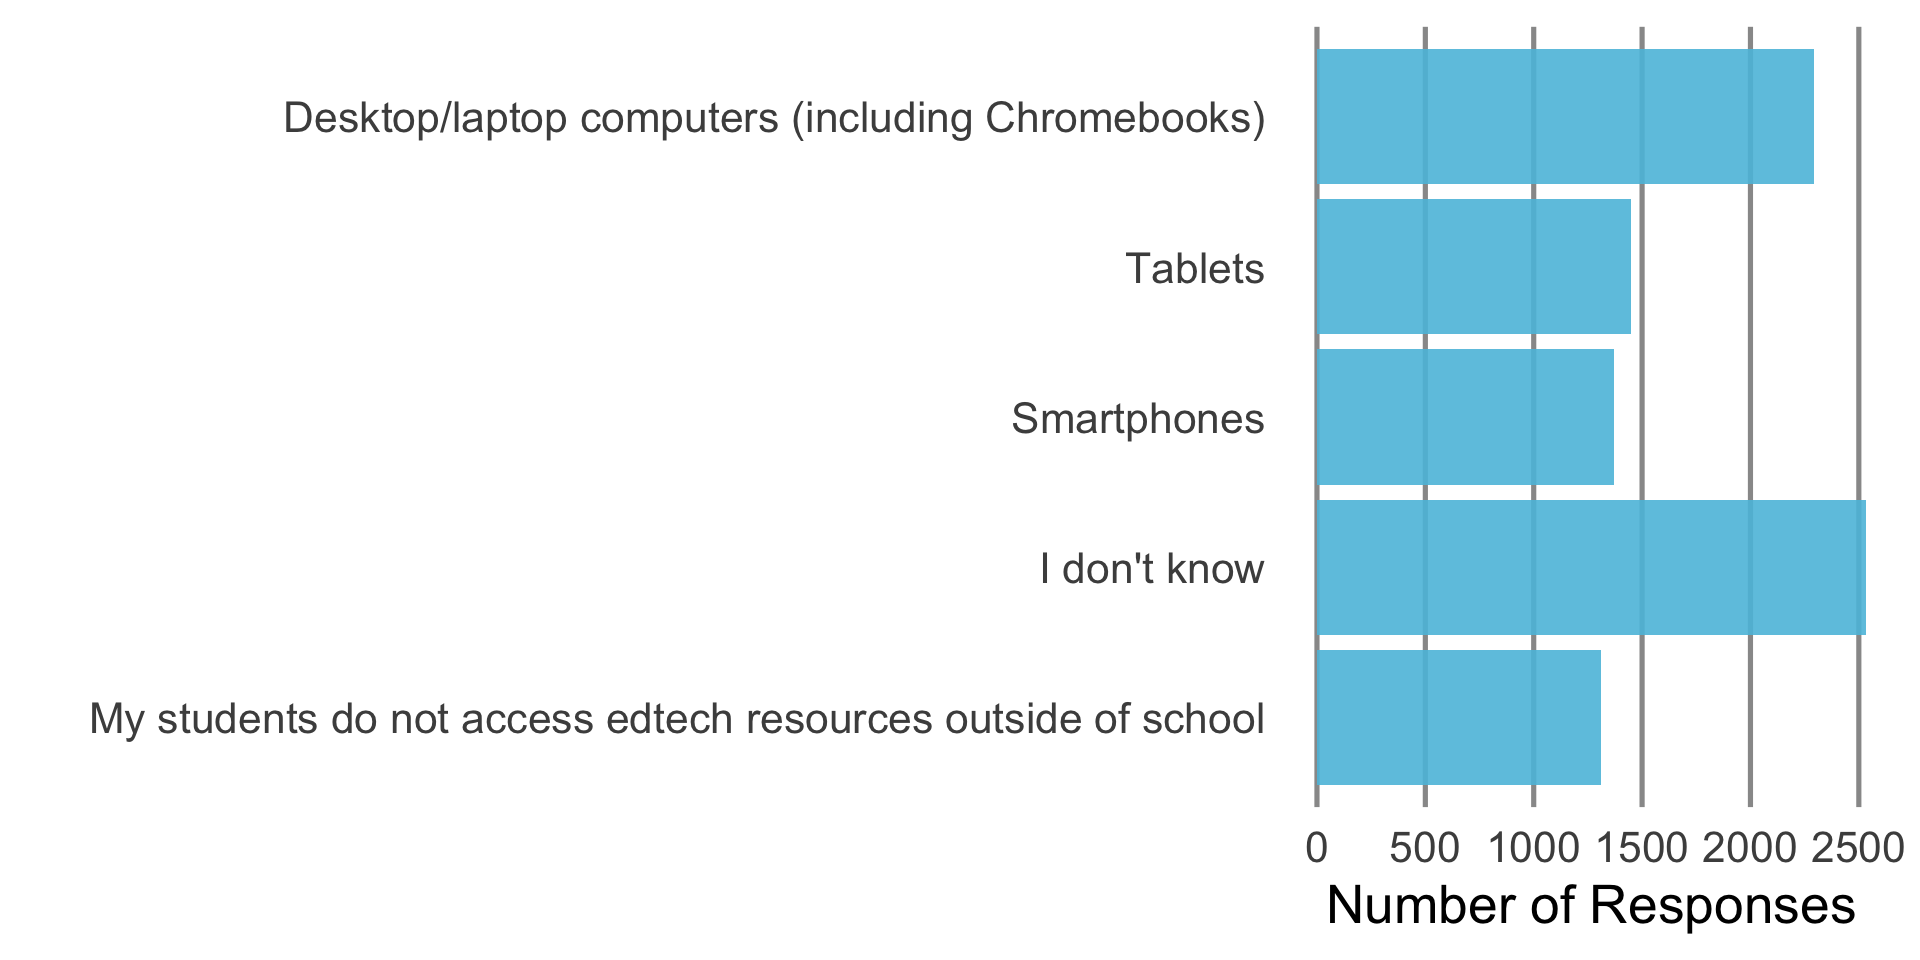 Desktop/laptop computers (including Chromebooks)
Tablets
Smartphones
I don't know
My students do not access edtech resources outside of school
0 500 1000 1500 2000 2500
Number of Responses